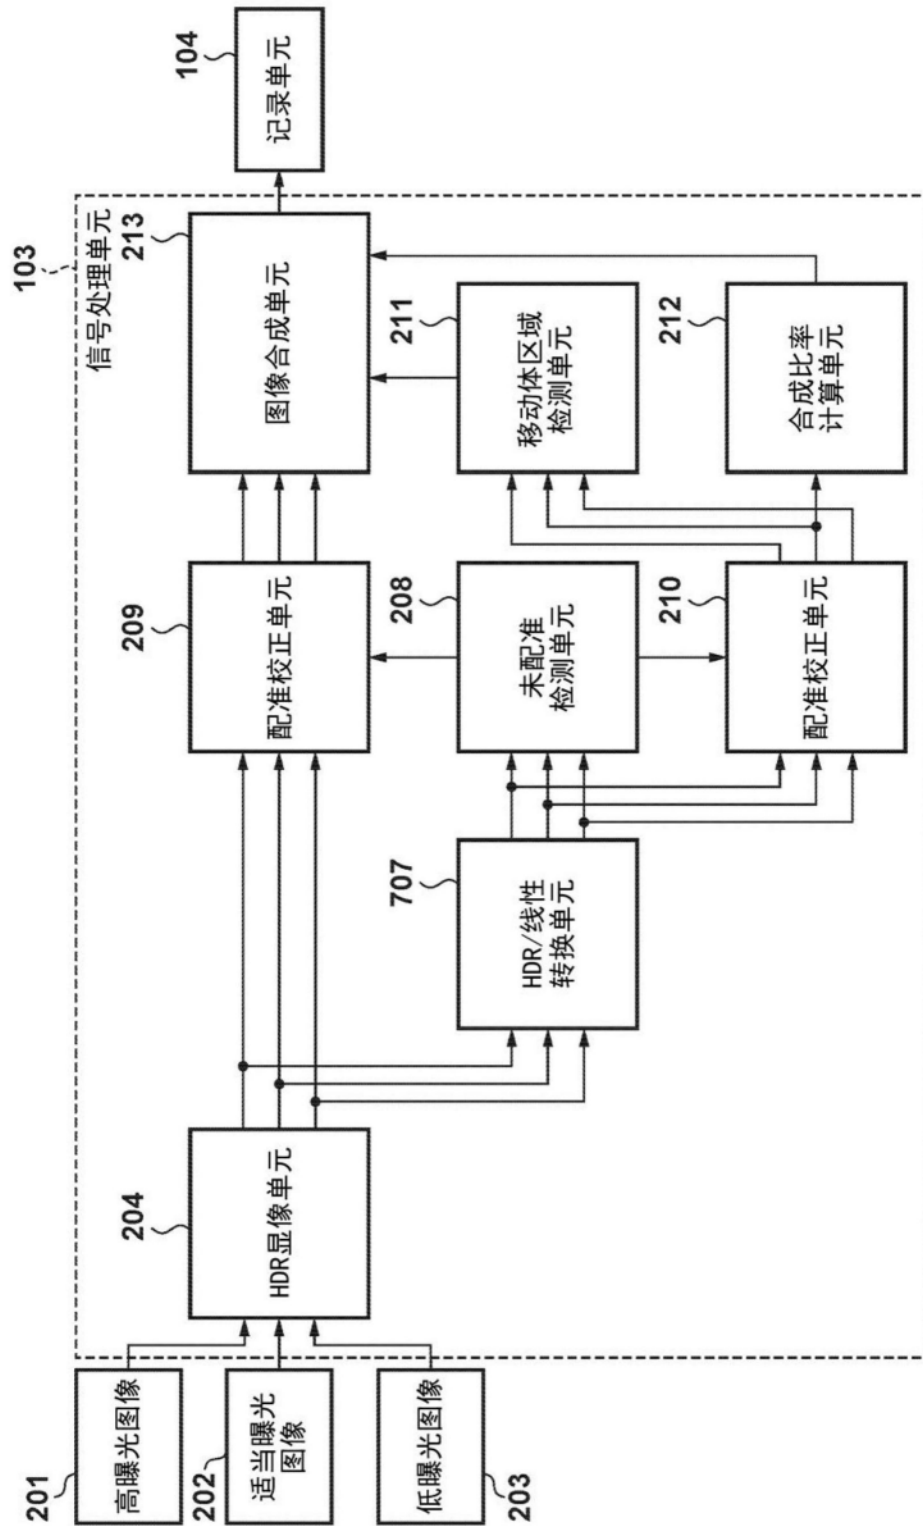 103
信号处理单元
201
高曝光图像
202
适当曝光
图像
203
低曝光图像
204
HDR显像单元
707
HDR/线性
转换单元
209
配准校正单元
208
未配准
检测单元
210
配准校正单元
213
图像合成单元
211
移动体区域
检测单元
212
合成比率
计算单元
104
记录单元